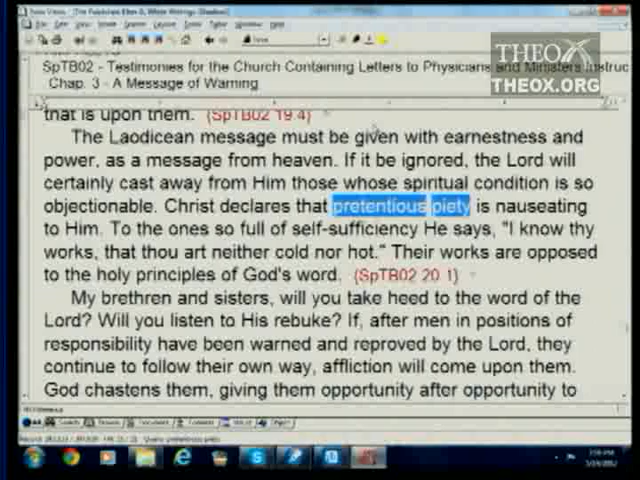 THEOX
THEOX.ORG
SpTB02 - Testimonies for the Church Containing Letters to Physicians and Ministers Instruc
Chap. 3 - A Message of Warning
that is upon them. (SpTB02 19.4)
The Laodicean message must be given with earnestness and
power, as a message from heaven. If it be ignored, the Lord will
certainly cast away from Him those whose spiritual condition is so
objectionable. Christ declares that pretentious piety is nauseating
to Him. To the ones so full of self-sufficiency He says, "I know thy
works, that thou art neither cold nor hot." Their works are opposed
to the holy principles of God's word. (SpTB02 20.1)
My brethren and sisters, will you take heed to the word of the
Lord? Will you listen to His rebuke? If, after men in positions of
responsibility have been warned and reproved by the Lord, they
continue to follow their own way, affliction will come upon them.
God chastens them, giving them opportunity after opportunity to